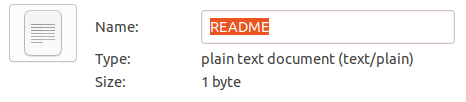 Name: README
Type: plain text document (text/plain)
Size: 1 byte